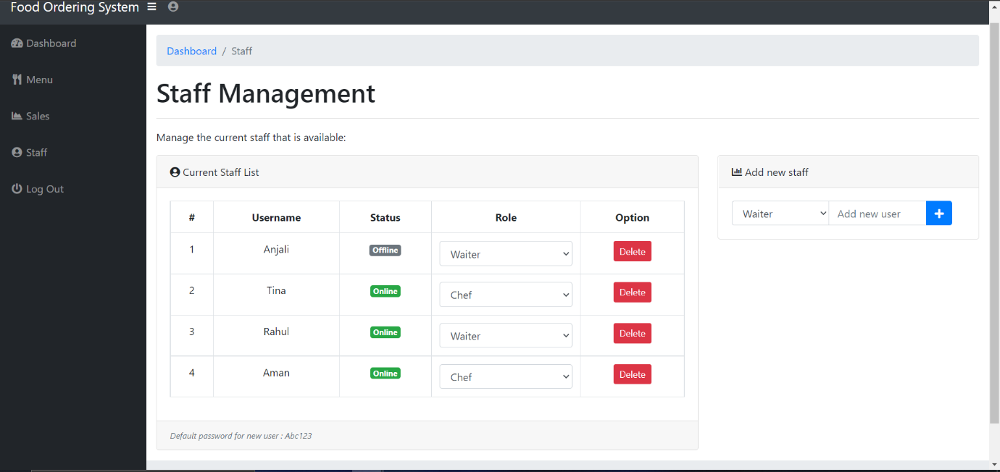 Food Ordering System
Dashboard
Menu
Sales
Staff
Log Out
Dashboard / Staff
Staff Management
Manage the current staff that is available:
Current Staff List
# Username Status Role Option
1 Anjali Offline Waiter Delete
2 Tina Online Chef Delete
3 Rahul Online Waiter Delete
4 Aman Online Chef Delete
Default password for new user : Abc123
Add new staff
Waiter Add new user +